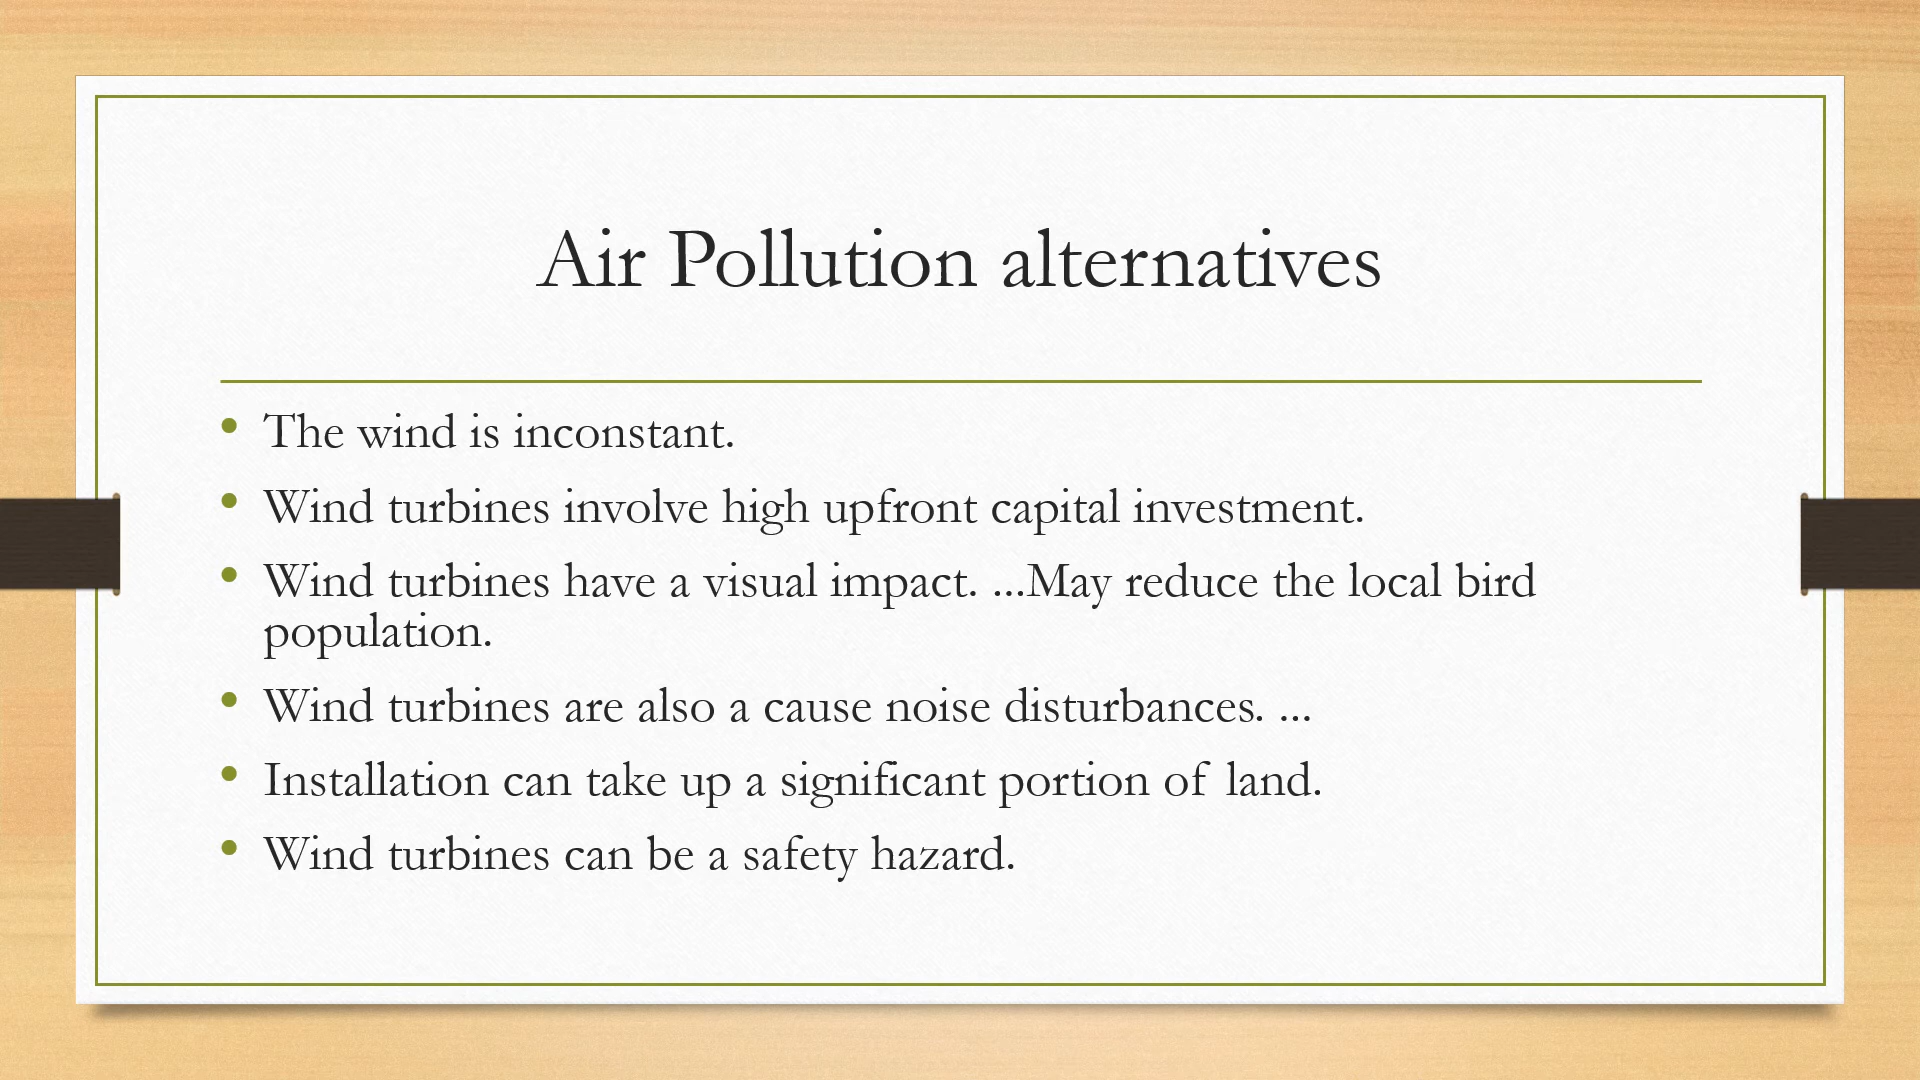 Air Pollution alternatives
• The wind is inconstant.
• Wind turbines involve high upfront capital investment.
• Wind turbines have a visual impact. ...May reduce the local bird
population.
• Wind turbines are also a cause noise disturbances. ...
• Installation can take up a significant portion of land.
• Wind turbines can be a safety hazard.